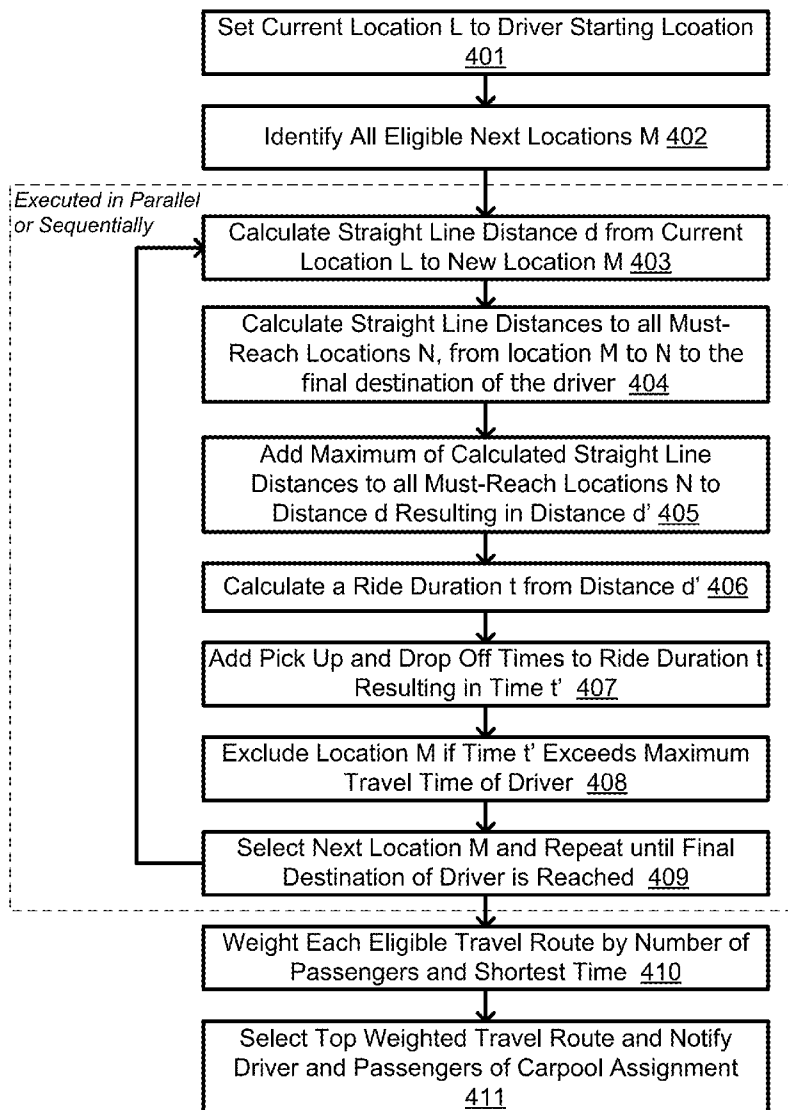 Set Current Location L to Driver Starting Lcoation
401
Identify All Eligible Next Locations M 402
Executed in Parallel
or Sequentially
Calculate Straight Line Distance d from Current
Location L to New Location M 403
Calculate Straight Line Distances to all Must-
Reach Locations N, from location M to N to the
final destination of the driver 404
Add Maximum of Calculated Straight Line
Distances to all Must-Reach Locations N to
Distance d Resulting in Distance d' 405
Calculate a Ride Duration t from Distance d' 406
Add Pick Up and Drop Off Times to Ride Duration t
Resulting in Time t' 407
Exclude Location M if Time t' Exceeds Maximum
Travel Time of Driver 408
Select Next Location M and Repeat until Final
Destination of Driver is Reached 409
Weight Each Eligible Travel Route by Number of
Passengers and Shortest Time 410
Select Top Weighted Travel Route and Notify
Driver and Passengers of Carpool Assignment
411